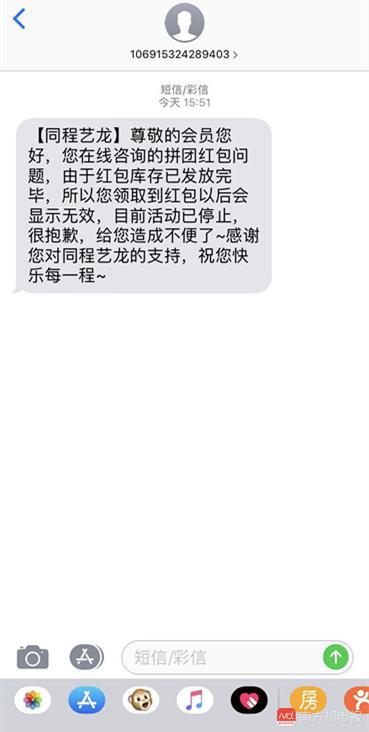 106915324289403 >
短信/彩信
今天 15:51
【同程艺龙】尊敬的会员您
好，您在线咨询的拼团红包问
题，由于红包库存已发放完
毕，所以您领取到红包以后会
显示无效，目前活动已停止，
很抱歉，给您造成不便了~感谢
您对同程艺龙的支持，祝您快
乐每一程~
短信/彩信
房
南方都市报